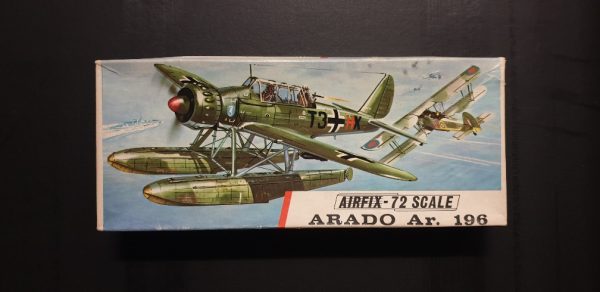 T3 X
AIRFIX-72 SCALE
ARADO Ar. 196